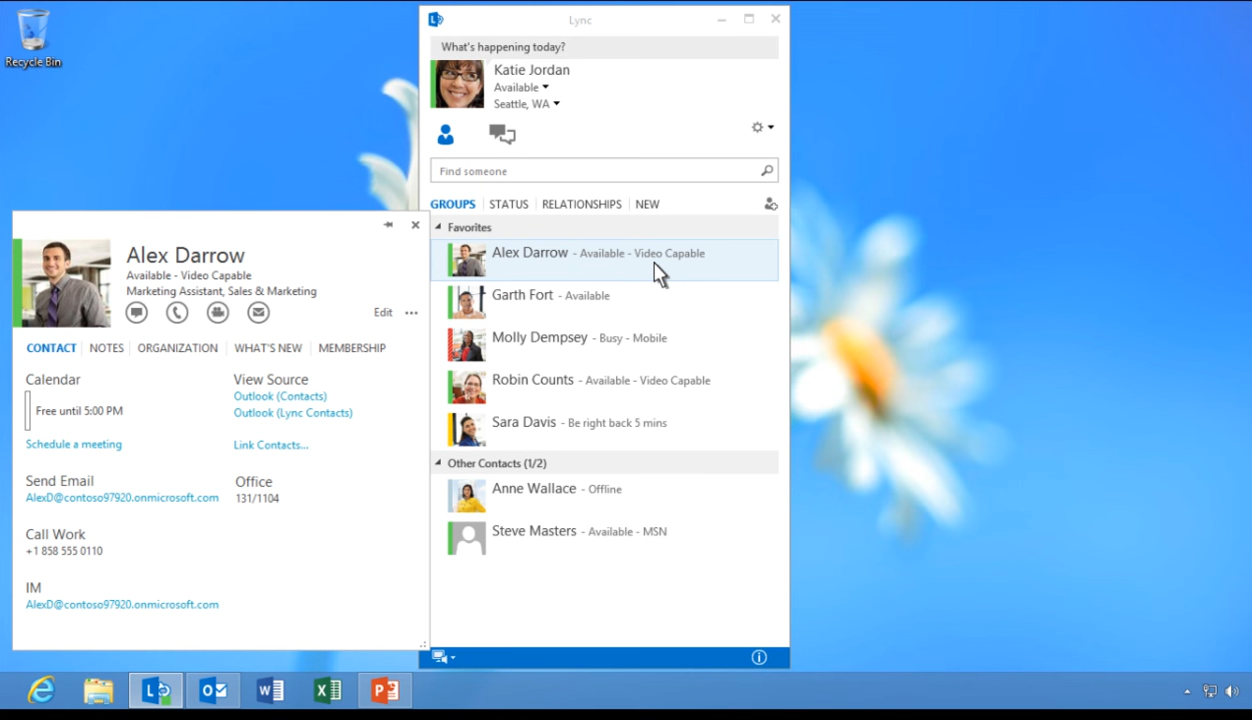 Recycle Bin
Lync
What's happening today?
Katie Jordan
Available
Seattle, WA
Find someone
GROUPS STATUS RELATIONSHIPS NEW
Favorites
Alex Darrow - Available - Video Capable
Garth Fort - Available
Molly Dempsey - Busy - Mobile
Robin Counts - Available - Video Capable
Sara Davis - Be right back 5 mins
Other Contacts (1/2)
Anne Wallace - Offline
Steve Masters - Available - MSN
Alex Darrow
Available - Video Capable
Marketing Assistant, Sales & Marketing
Edit
CONTACT NOTES ORGANIZATION WHAT'S NEW MEMBERSHIP
Calendar
Free until 5:00 PM
Schedule a meeting
View Source
Outlook (Contacts)
Outlook (Lync Contacts)
Link Contacts...
Send Email
AlexD@contoso97920.onmicrosoft.com
Office
131/1104
Call Work
+1 858 555 0110
IM
AlexD@contoso97920.onmicrosoft.com